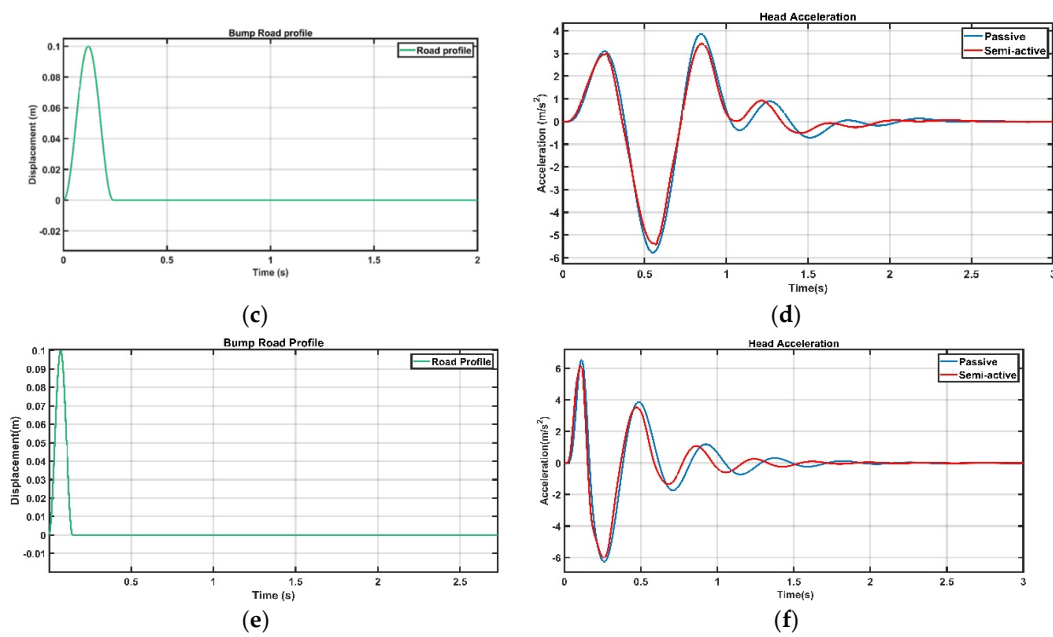 Bump Road profile
Road profile
Displacement (m)
0.1
0.08
0.06
0.04
0.02
0
-0.02
0
0.5
1
1.5
2
Time (s)
(c)
Head Acceleration
Passive
Semi-active
Acceleration (m/s²)
4
3
2
1
0
-1
-2
-3
-4
-5
-6
0
0.5
1
1.5
2
2.5
3
Time(s)
(d)
Bump Road Profile
Road Profile
Displacement(m)
0.1
0.09
0.08
0.07
0.06
0.05
0.04
0.03
0.02
0.01
0
-0.01
0.5
1
1.5
2
2.5
Time (s)
(e)
Head Acceleration
Passive
Semi-active
Acceleration(m/s²)
6
4
2
0
-2
-4
-6
0
0.5
1
1.5
2
2.5
3
Time(s)
(f)